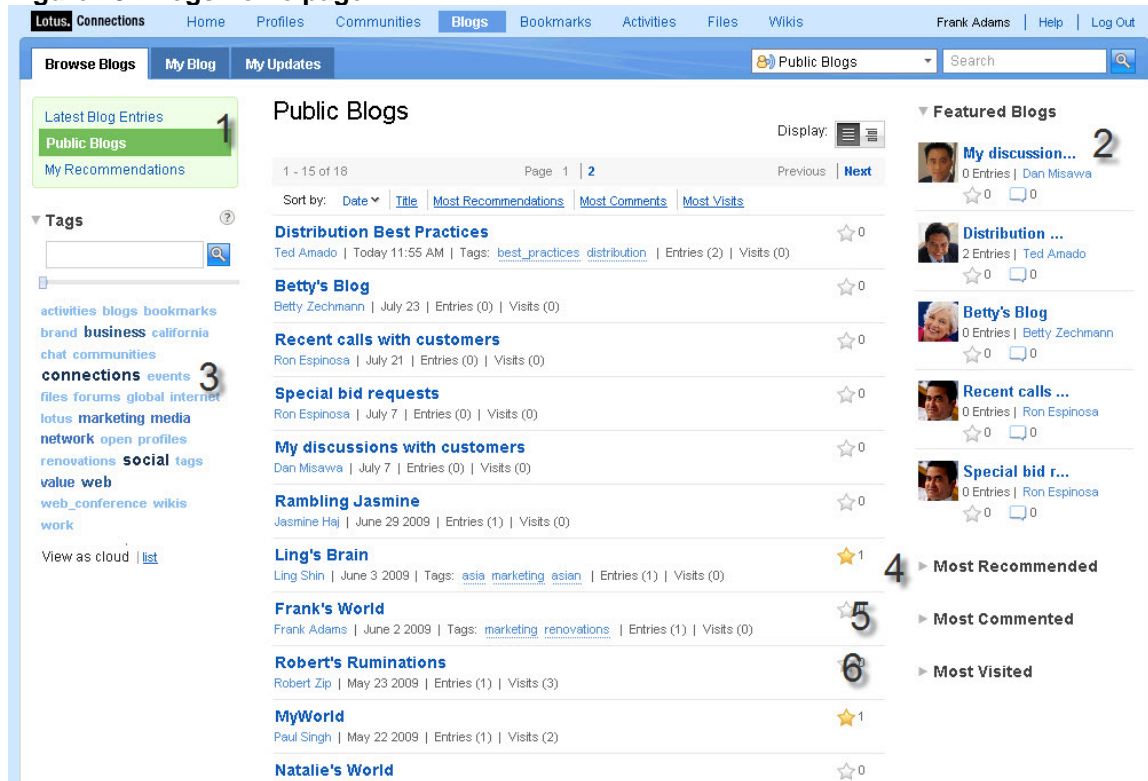 Lotus. Connections Home Profiles Communities Blogs Bookmarks Activities Files Wikis Frank Adams | Help | Log Out
Browse Blogs My Blog My Updates Public Blogs Search
Latest Blog Entries
Public Blogs
My Recommendations
1
Tags ?
activities blogs bookmarks
brand business california
chat communities
connections events
3
files forums global internet
lotus marketing media
network open profiles
renovations social tags
value web
web_conference wikis
work
View as cloud | list
Public Blogs
Display:
1 - 15 of 18 Page 1 | 2 Previous | Next
Sort by: Date | Title | Most Recommendations | Most Comments | Most Visits
Distribution Best Practices 0
Ted Amado | Today 11:55 AM | Tags: best_practices distribution | Entries (2) | Visits (0)
Betty's Blog 0
Betty Zechmann | July 23 | Entries (0) | Visits (0)
Recent calls with customers 0
Ron Espinosa | July 21 | Entries (0) | Visits (0)
Special bid requests 0
Ron Espinosa | July 7 | Entries (0) | Visits (0)
My discussions with customers 0
Dan Misawa | July 7 | Entries (0) | Visits (0)
Rambling Jasmine 0
Jasmine Haj | June 29 2009 | Entries (1) | Visits (0)
Ling's Brain 1
Ling Shin | June 3 2009 | Tags: asia marketing asian | Entries (1) | Visits (0)
Frank's World
5
Frank Adams | June 2 2009 | Tags: marketing renovations | Entries (1) | Visits (0)
Robert's Ruminations
6
Robert Zip | May 23 2009 | Entries (1) | Visits (3)
MyWorld 1
Paul Singh | May 22 2009 | Entries (1) | Visits (2)
Natalie's World 0
Featured Blogs
2
My discussion...
0 Entries | Dan Misawa
0 0
Distribution ...
2 Entries | Ted Amado
0 0
Betty's Blog
0 Entries | Betty Zechmann
0 0
Recent calls ...
0 Entries | Ron Espinosa
0 0
Special bid r...
0 Entries | Ron Espinosa
0 0
4
Most Recommended
Most Commented
Most Visited